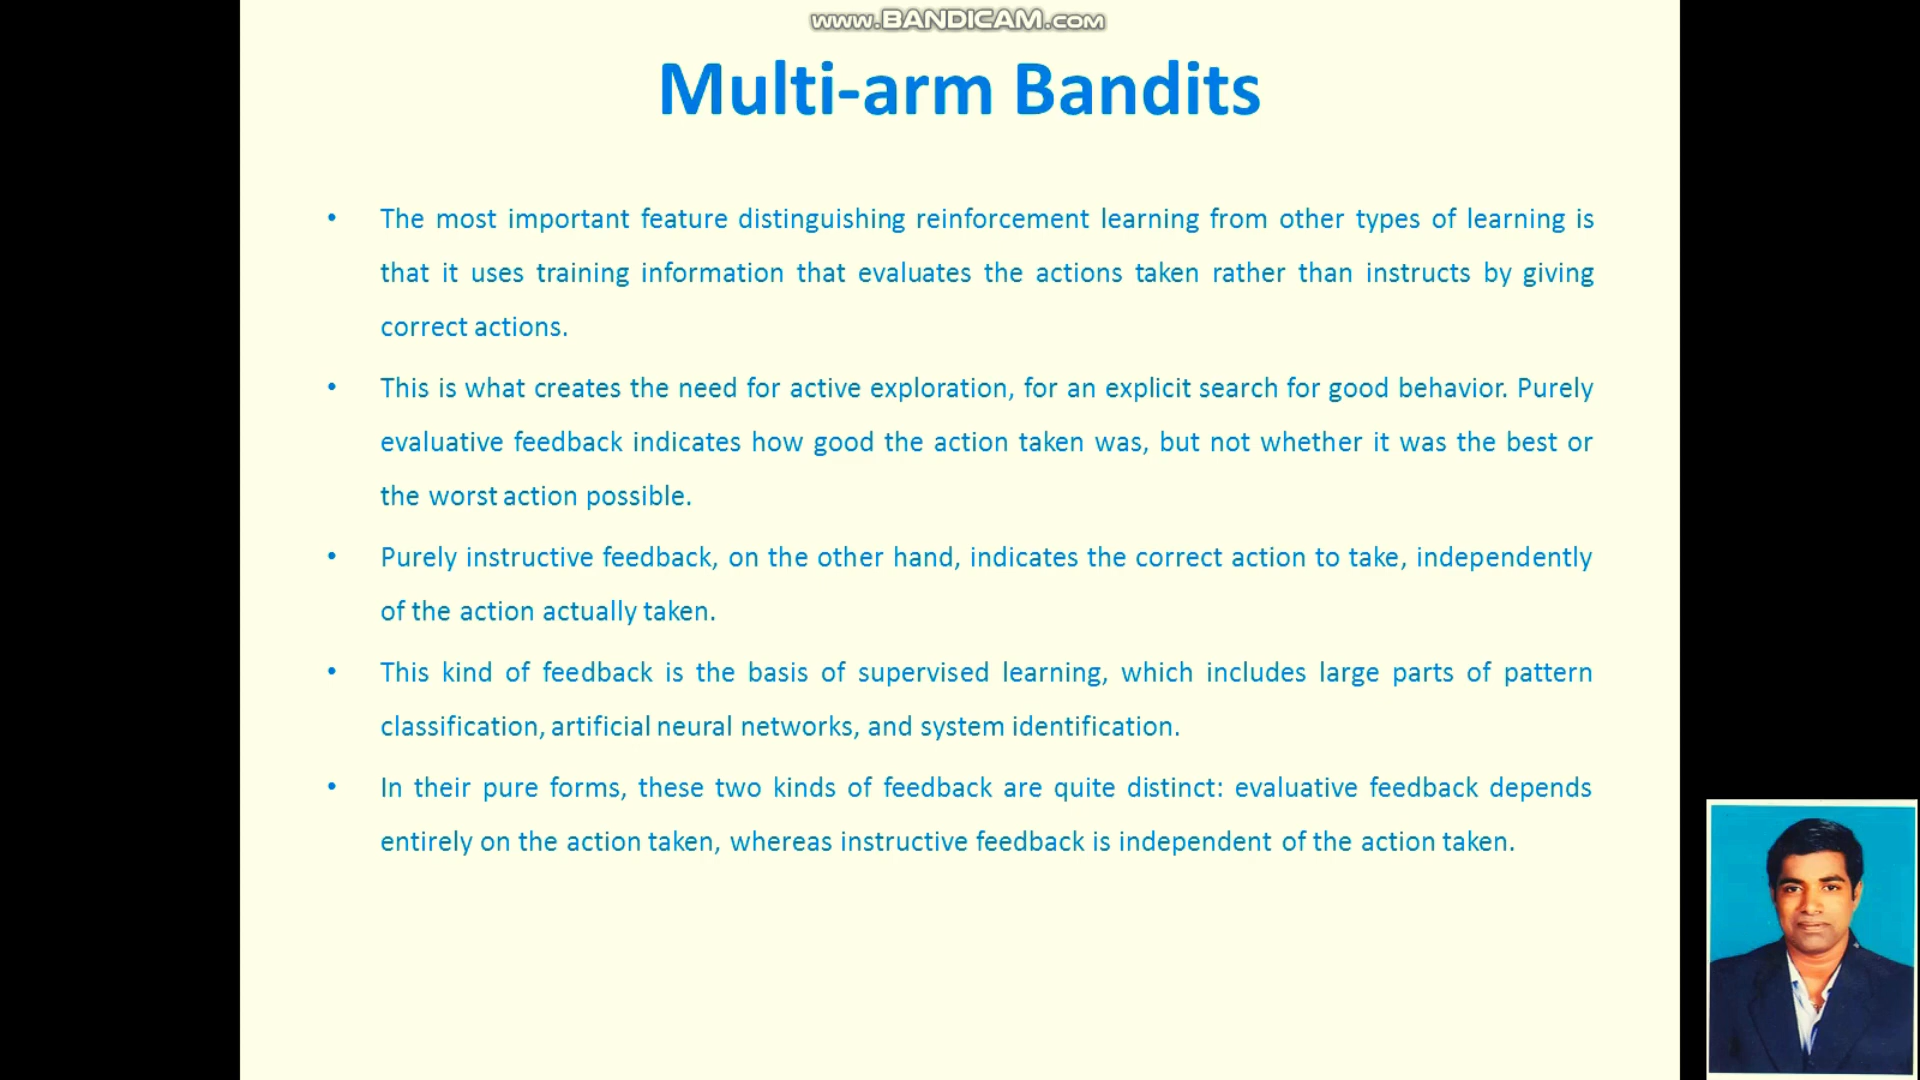 www.BANDICAM.com
Multi-arm Bandits
• The most important feature distinguishing reinforcement learning from other types of learning is
that it uses training information that evaluates the actions taken rather than instructs by giving
correct actions.
• This is what creates the need for active exploration, for an explicit search for good behavior. Purely
evaluative feedback indicates how good the action taken was, but not whether it was the best or
the worst action possible.
• Purely instructive feedback, on the other hand, indicates the correct action to take, independently
of the action actually taken.
• This kind of feedback is the basis of supervised learning, which includes large parts of pattern
classification, artificial neural networks, and system identification.
• In their pure forms, these two kinds of feedback are quite distinct: evaluative feedback depends
entirely on the action taken, whereas instructive feedback is independent of the action taken.